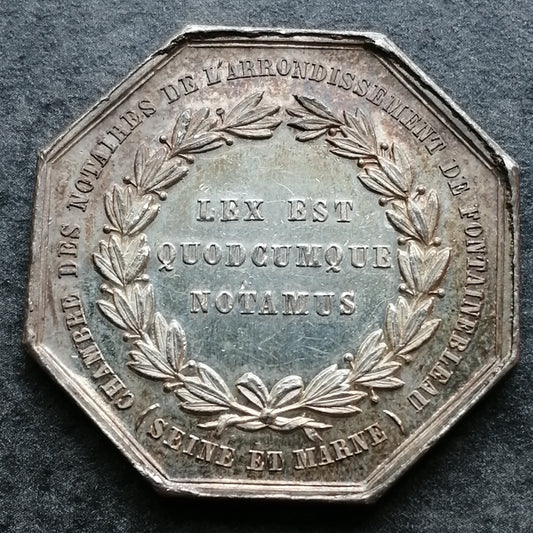 CHAMBRE DES NOTAIRES DE L'ARRONDISSEMENT DE FONTAINEBLEAU
(SEINE ET MARNE)
LEX EST
QUODCUMQUE
NOTAMUS